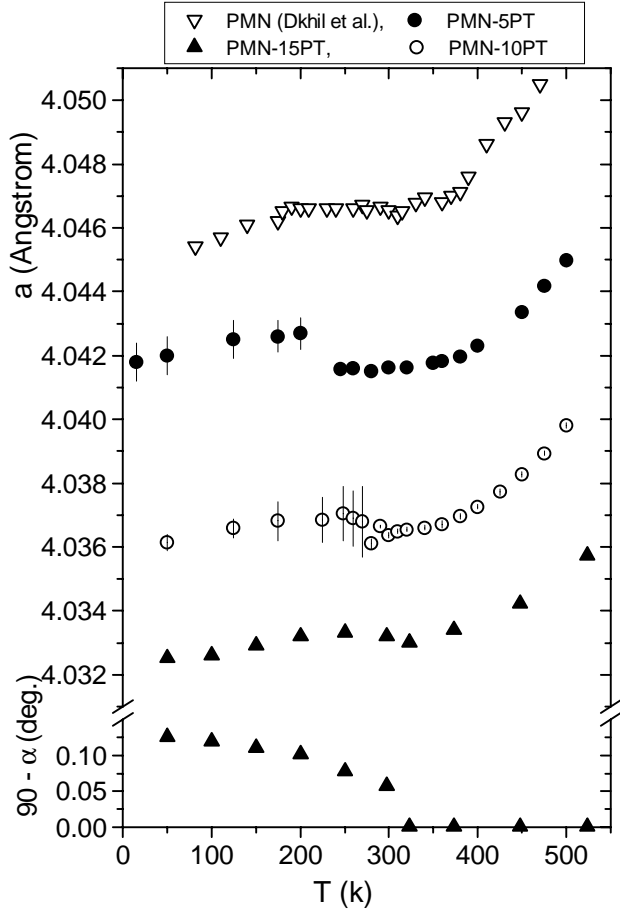 PMN (Dkhil et al.), PMN-5PT
PMN-15PT, PMN-10PT
4.050
4.048
4.046
4.044
4.042
4.040
4.038
4.036
4.034
4.032
a (Angstrom)
0.10
0.05
0.00
90 - α (deg.)
0 100 200 300 400 500
T (k)